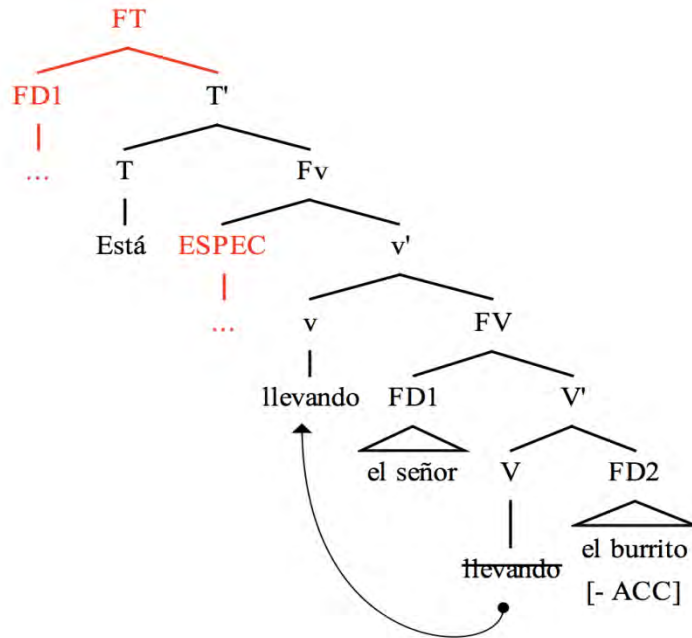 FT
FD1 T'
... T Fv
Está ESPEC v'
... v FV
llevando FD1 V'
el señor V FD2
llevando el burrito
[- ACC]